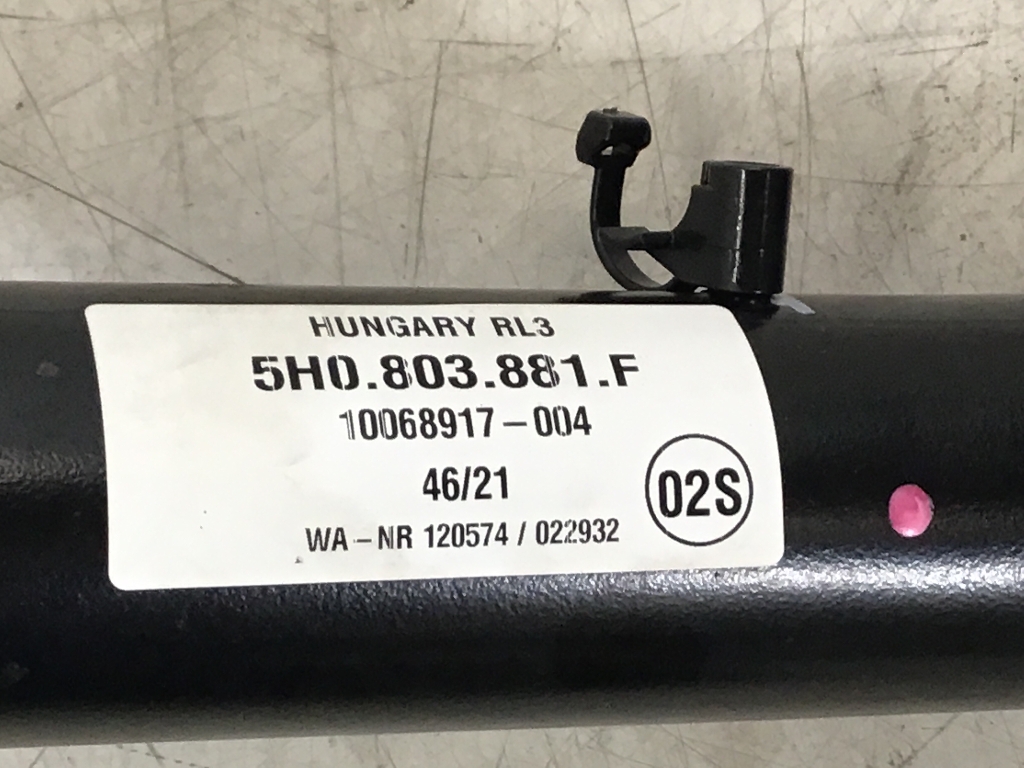 HUNGARY RL3
5H0.803.881.F
10068917-004
46/21
02S
WA-NR 120574 / 022932